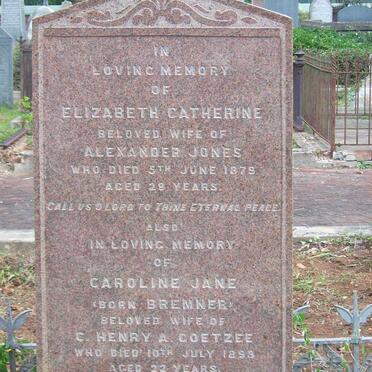 IN
LOVING MEMORY
OF
ELIZABETH CATHERINE
BELOVED WIFE OF
ALEXANDER JONES
WHO DIED 5TH JUNE 1879
AGED 29 YEARS.
CALL US O LORD TO THINE ETERNAL PEACE
ALSO
IN LOVING MEMORY
OF
CAROLINE JANE
(BORN BREMNER)
BELOVED WIFE OF
C. HENRY A. COETZEE
WHO DIED 10TH JULY 1893
AGED 22 YEARS.